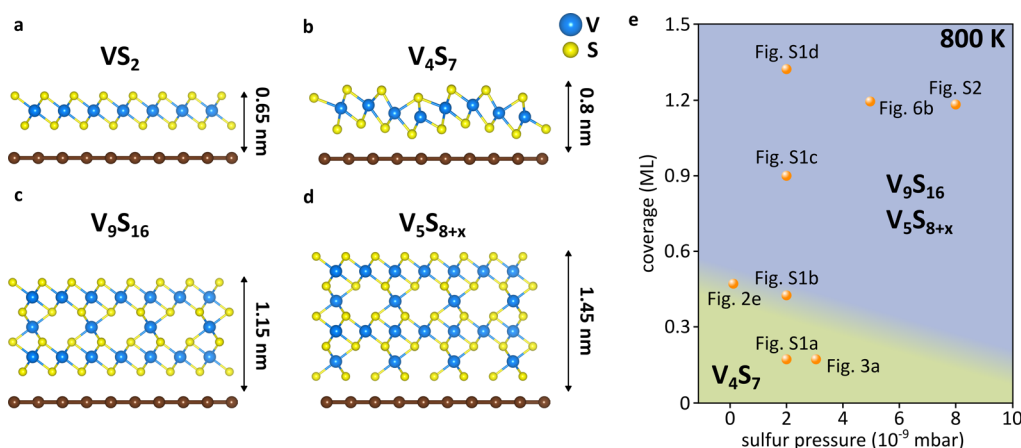 a
VS₂
0.65 nm
b
V₄S₇
0.8 nm
V
S
c
V₉S₁₆
1.15 nm
d
V₅S₈₊ₓ
1.45 nm
e
800 K
coverage (ML)
1.5
1.2
0.9
0.6
0.3
0
Fig. S1d
Fig. S2
Fig. 6b
Fig. S1c
V₉S₁₆
V₅S₈₊ₓ
Fig. S1b
Fig. 2e
Fig. S1a
Fig. 3a
V₄S₇
0 2 4 6 8 10
sulfur pressure (10⁻⁹ mbar)